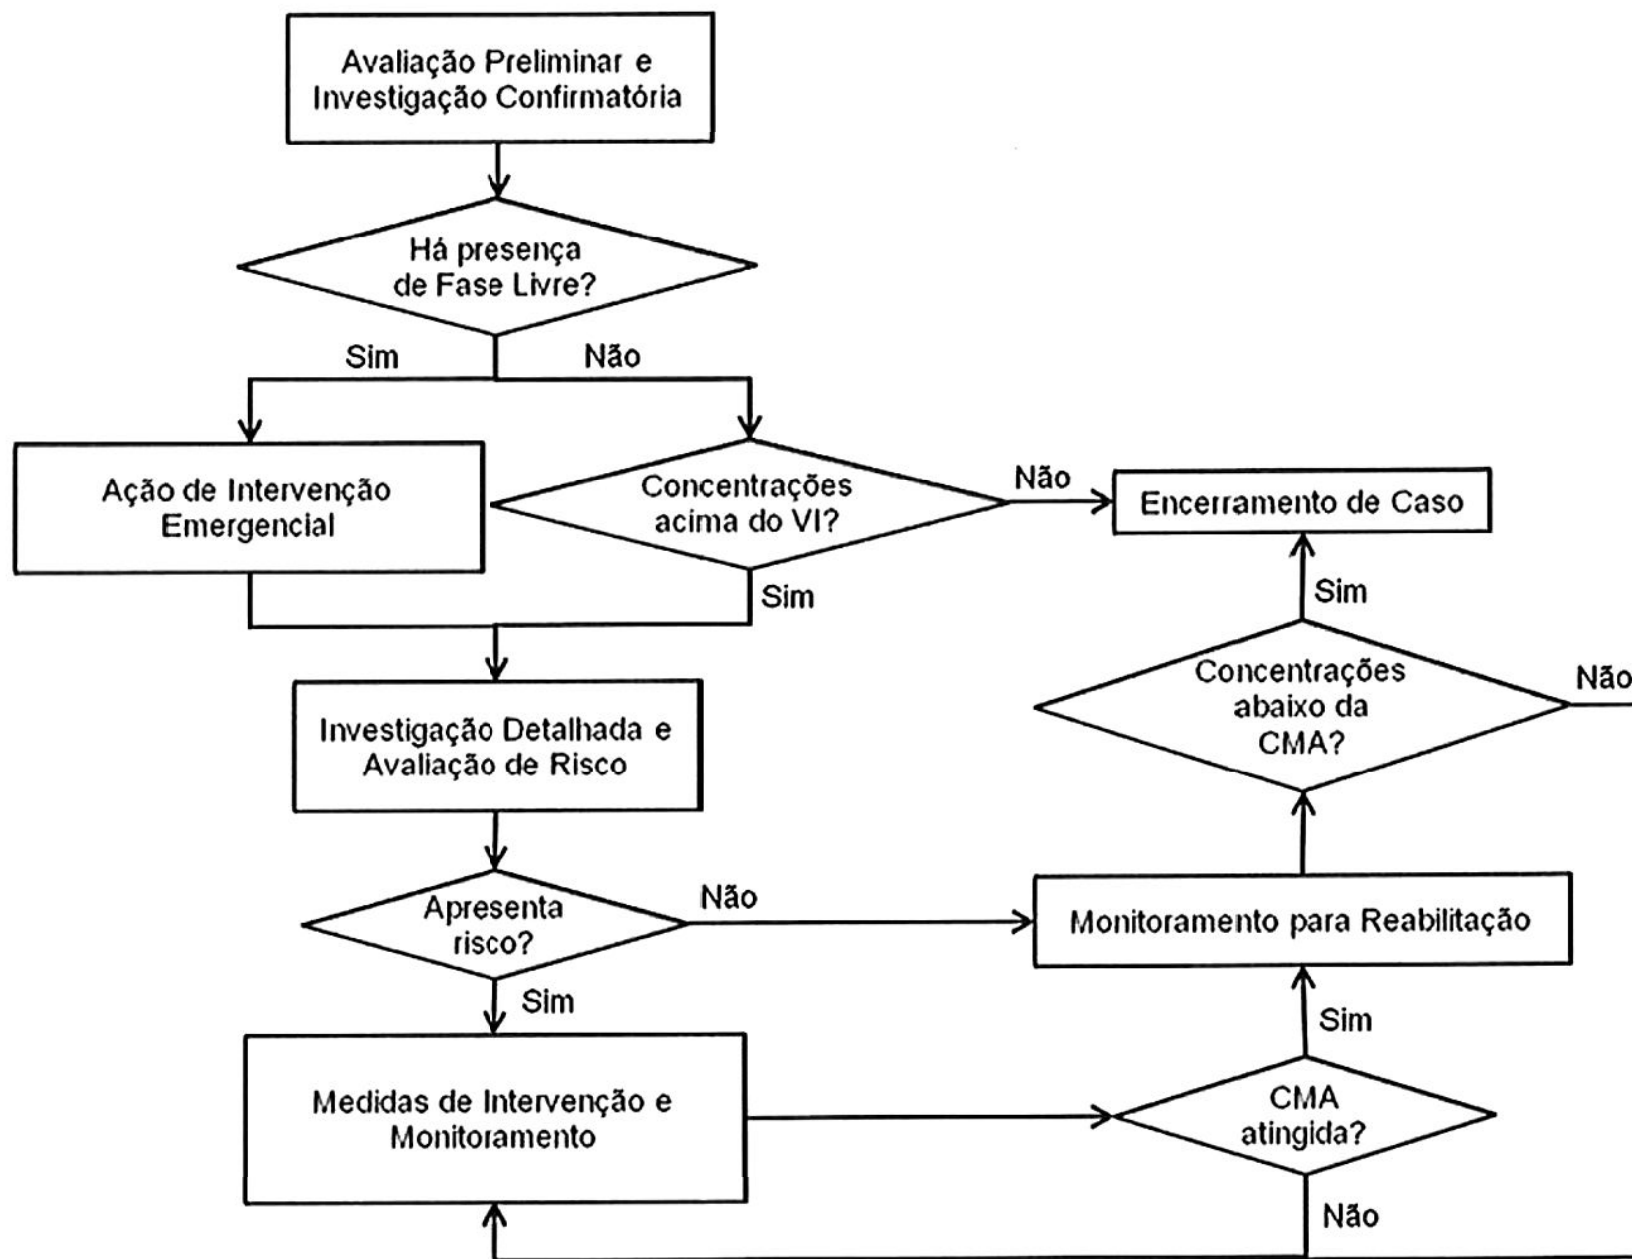 Avaliação Preliminar e
Investigação Confirmatória
Há presença
de Fase Livre?
Sim
Não
Ação de Intervenção
Emergencial
Concentrações
acima do VI?
Não
Encerramento de Caso
Sim
Sim
Investigação Detalhada e
Avaliação de Risco
Concentrações
abaixo da
CMA?
Não
Apresenta
risco?
Não
Monitoramento para Reabilitação
Sim
Sim
Medidas de Intervenção e
Monitoramento
CMA
atingida?
Não